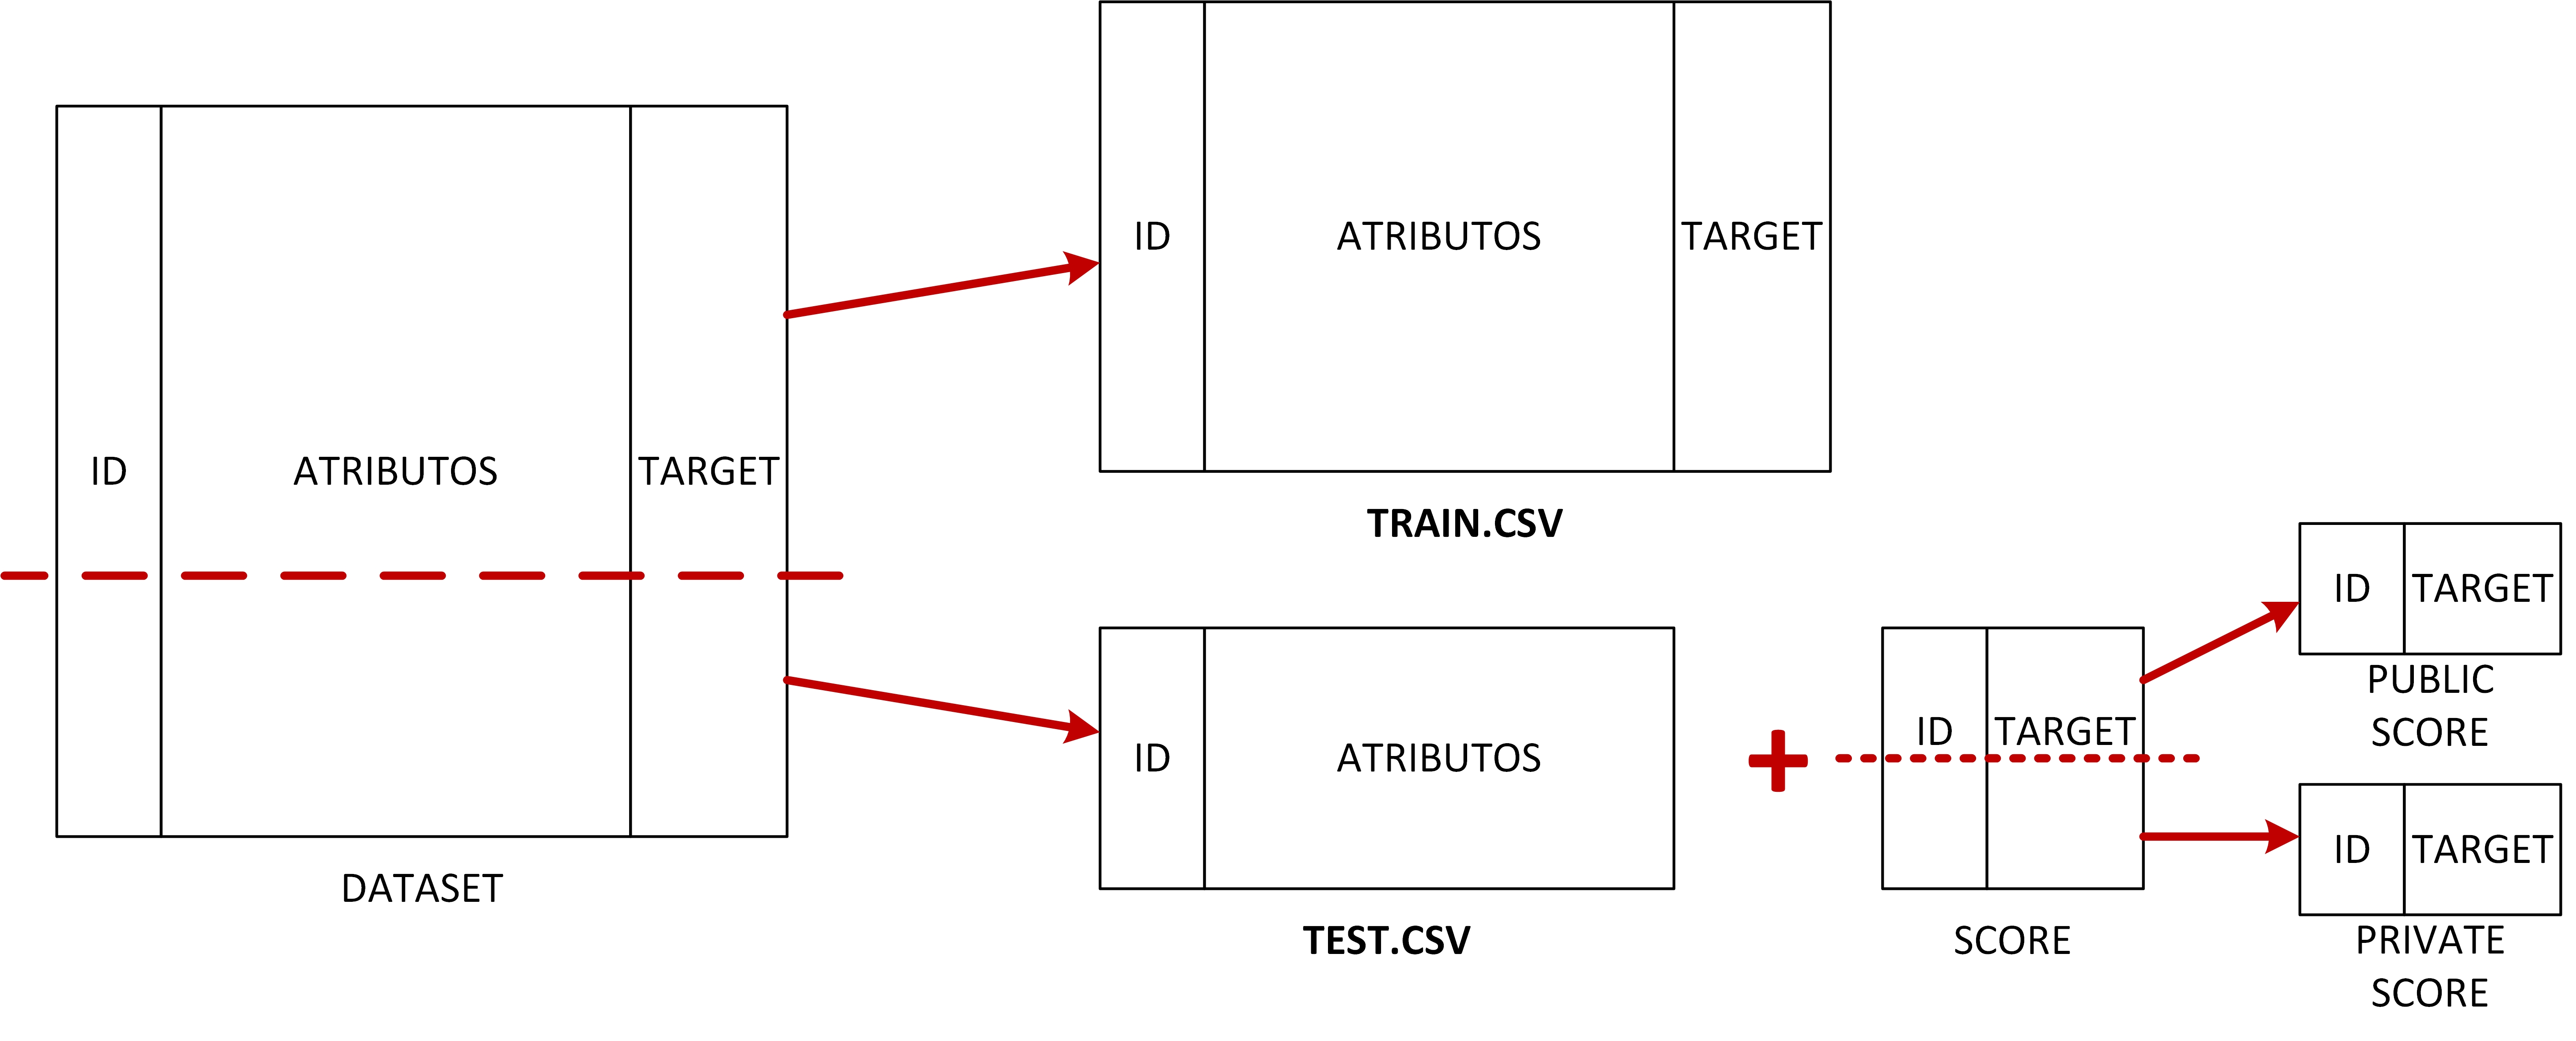 ID ATRIBUTOS TARGET
DATASET
ID ATRIBUTOS TARGET
TRAIN.CSV
ID ATRIBUTOS
TEST.CSV
ID TARGET
SCORE
ID TARGET
PUBLIC
SCORE
ID TARGET
PRIVATE
SCORE